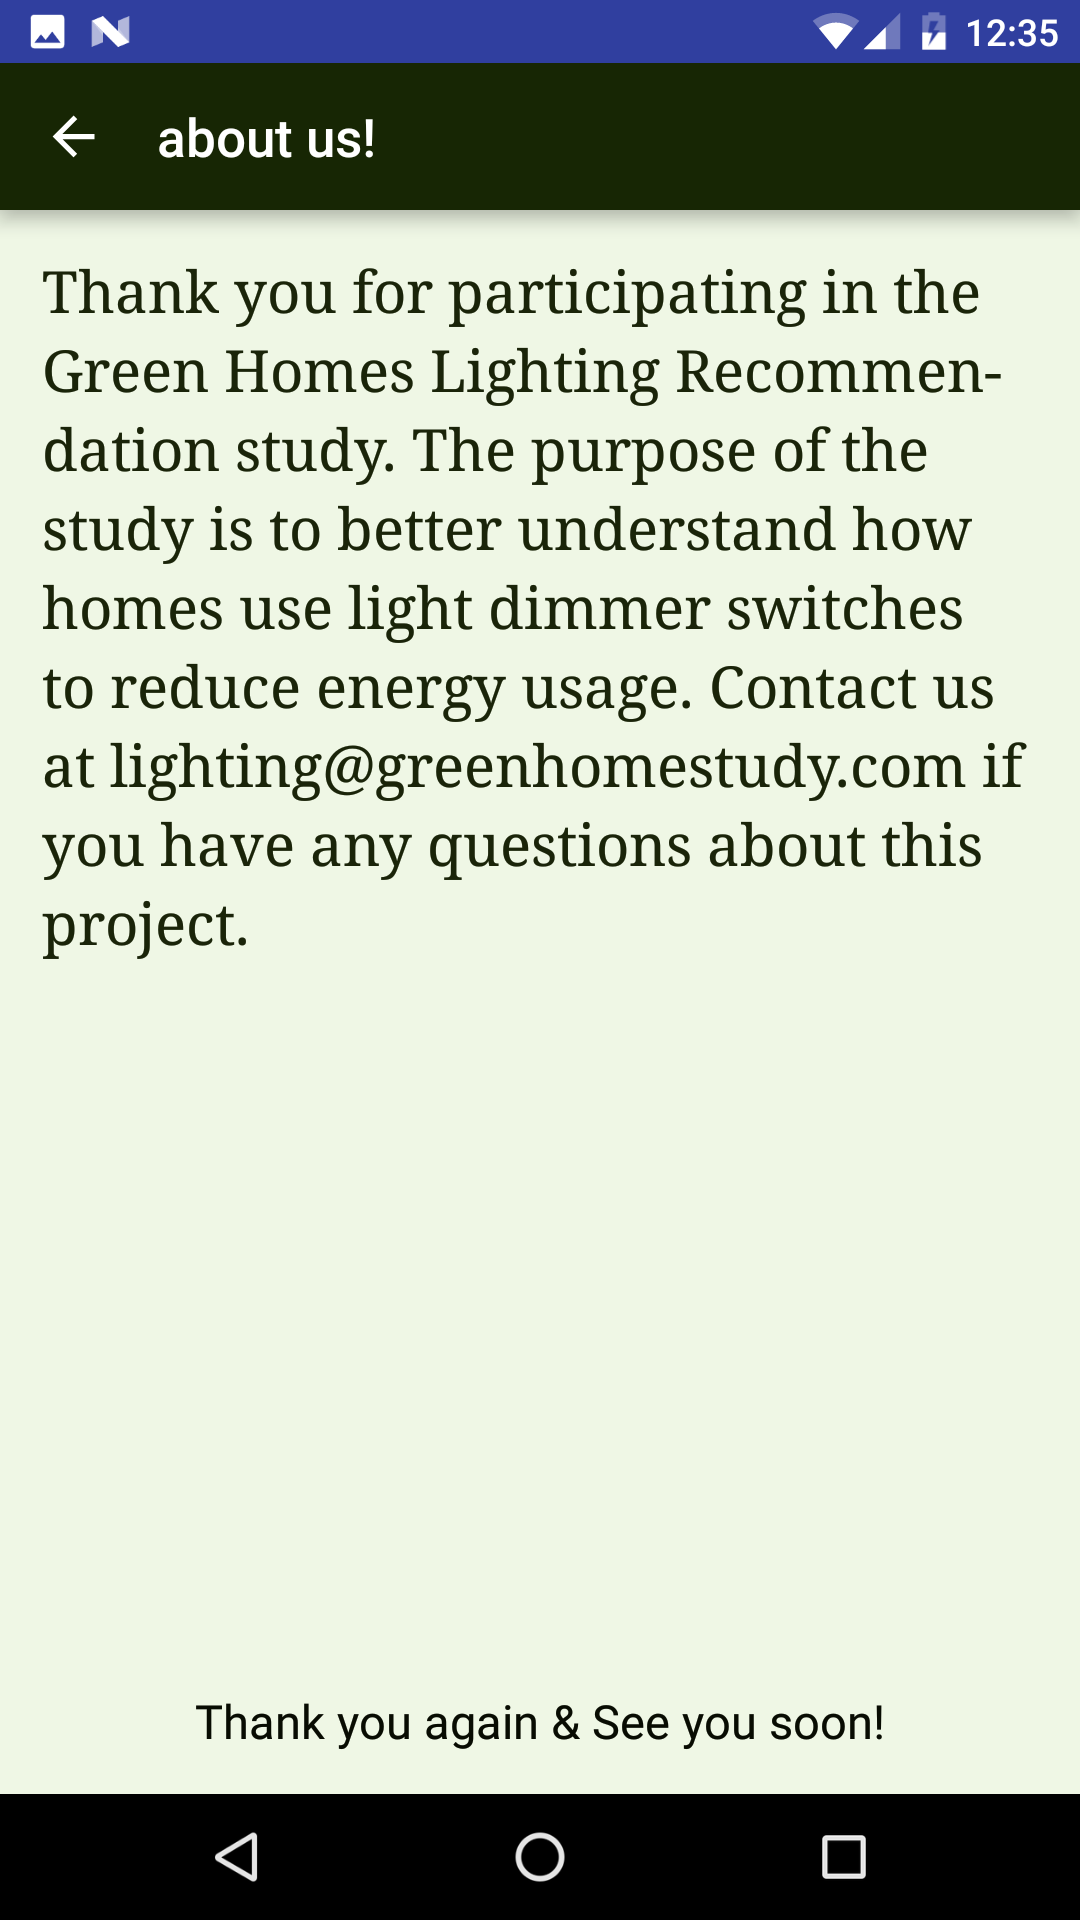 12:35
about us!
Thank you for participating in the
Green Homes Lighting Recommen-
dation study. The purpose of the
study is to better understand how
homes use light dimmer switches
to reduce energy usage. Contact us
at lighting@greenhomestudy.com if
you have any questions about this
project.
Thank you again & See you soon!